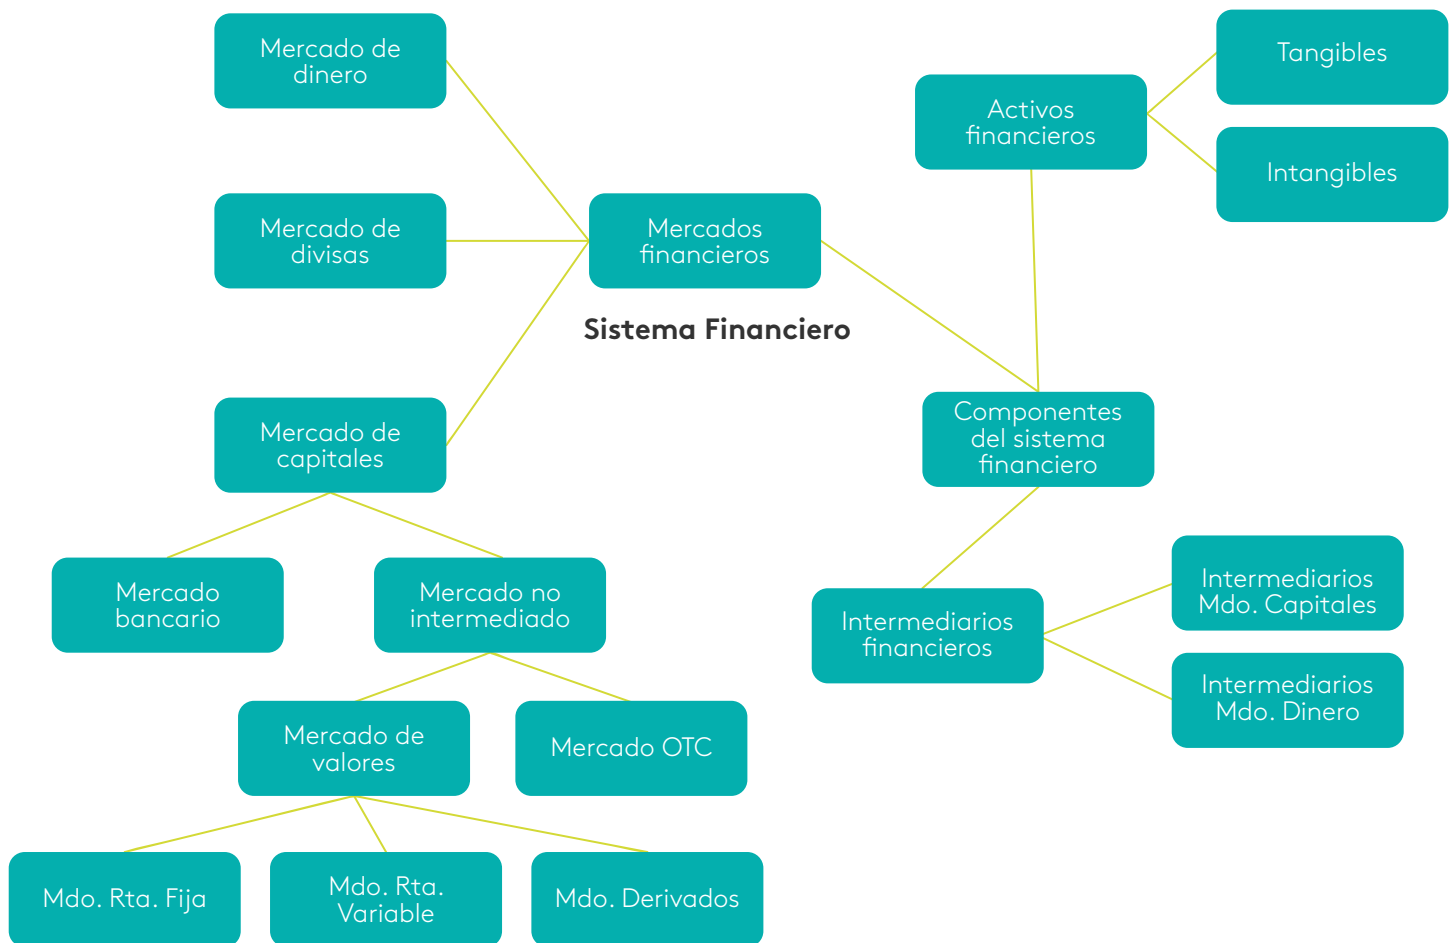 Mercado de
dinero
Tangibles
Activos
financieros
Intangibles
Mercado de
divisas
Mercados
financieros
Sistema Financiero
Mercado de
capitales
Componentes
del sistema
financiero
Mercado
bancario
Mercado no
intermediado
Intermediarios
financieros
Intermediarios
Mdo. Capitales
Intermediarios
Mdo. Dinero
Mercado de
valores
Mercado OTC
Mdo. Rta. Fija
Mdo. Rta.
Variable
Mdo. Derivados